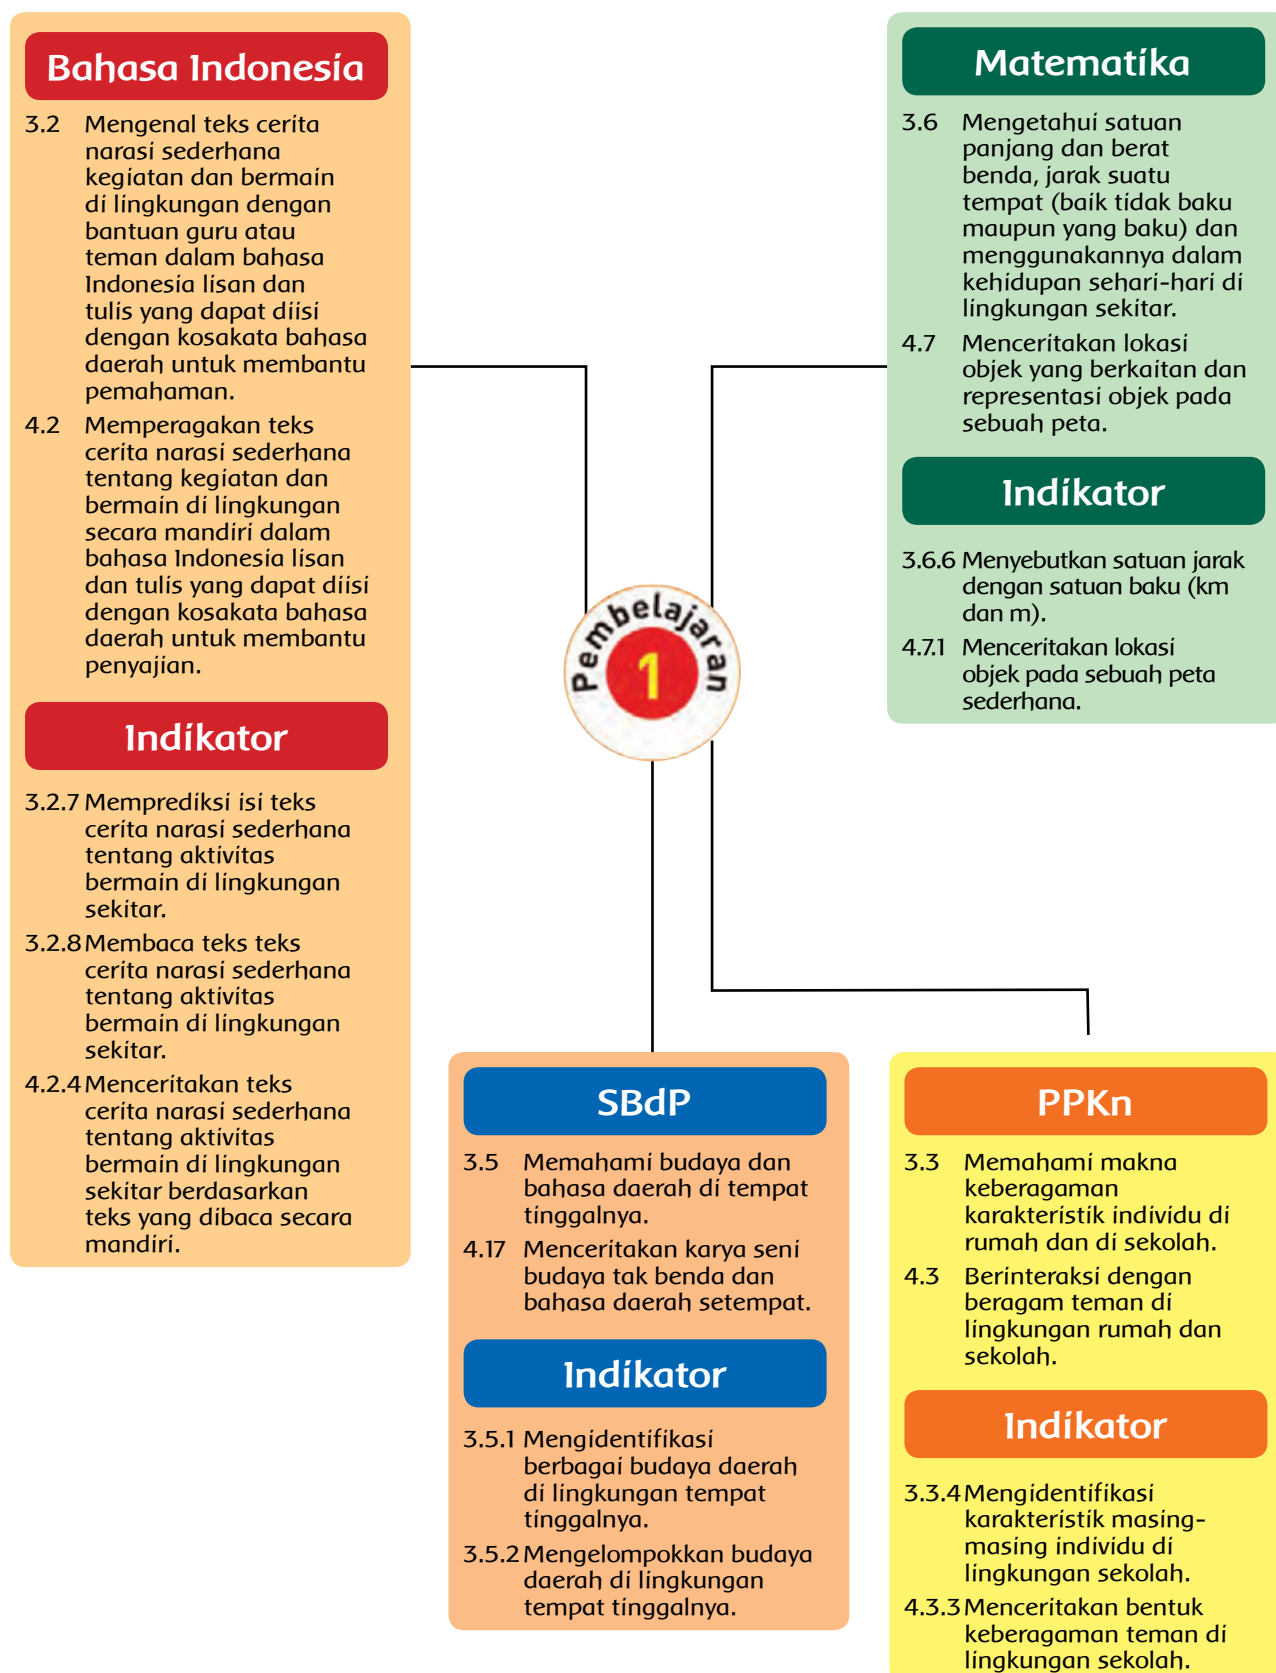 Bahasa Indonesia
3.2 Mengenal teks cerita
narasi sederhana
kegiatan dan bermain
di lingkungan dengan
bantuan guru atau
teman dalam bahasa
Indonesia lisan dan
tulis yang dapat diisi
dengan kosakata bahasa
daerah untuk membantu
pemahaman.
4.2 Memperagakan teks
cerita narasi sederhana
tentang kegiatan dan
bermain di lingkungan
secara mandiri dalam
bahasa Indonesia lisan
dan tulis yang dapat diisi
dengan kosakata bahasa
daerah untuk membantu
penyajian.
Indikator
3.2.7 Memprediksi isi teks
cerita narasi sederhana
tentang aktivitas
bermain di lingkungan
sekitar.
3.2.8 Membaca teks teks
cerita narasi sederhana
tentang aktivitas
bermain di lingkungan
sekitar.
4.2.4 Menceritakan teks
cerita narasi sederhana
tentang aktivitas
bermain di lingkungan
sekitar berdasarkan
teks yang dibaca secara
mandiri.
Matematika
3.6 Mengetahui satuan
panjang dan berat
benda, jarak suatu
tempat (baik tidak baku
maupun yang baku) dan
menggunakannya dalam
kehidupan sehari-hari di
lingkungan sekitar.
4.7 Menceritakan lokasi
objek yang berkaitan dan
representasi objek pada
sebuah peta.
Indikator
3.6.6 Menyebutkan satuan jarak
dengan satuan baku (km
dan m).
4.7.1 Menceritakan lokasi
objek pada sebuah peta
sederhana.
Pembelajaran
1
SBdP
3.5 Memahami budaya dan
bahasa daerah di tempat
tinggalnya.
4.17 Menceritakan karya seni
budaya tak benda dan
bahasa daerah setempat.
Indikator
3.5.1 Mengidentifikasi
berbagai budaya daerah
di lingkungan tempat
tinggalnya.
3.5.2 Mengelompokkan budaya
daerah di lingkungan
tempat tinggalnya.
PPKn
3.3 Memahami makna
keberagaman
karakteristik individu di
rumah dan di sekolah.
4.3 Berinteraksi dengan
beragam teman di
lingkungan rumah dan
sekolah.
Indikator
3.3.4 Mengidentifikasi
karakteristik masing-
masing individu di
lingkungan sekolah.
4.3.3 Menceritakan bentuk
keberagaman teman di
lingkungan sekolah.